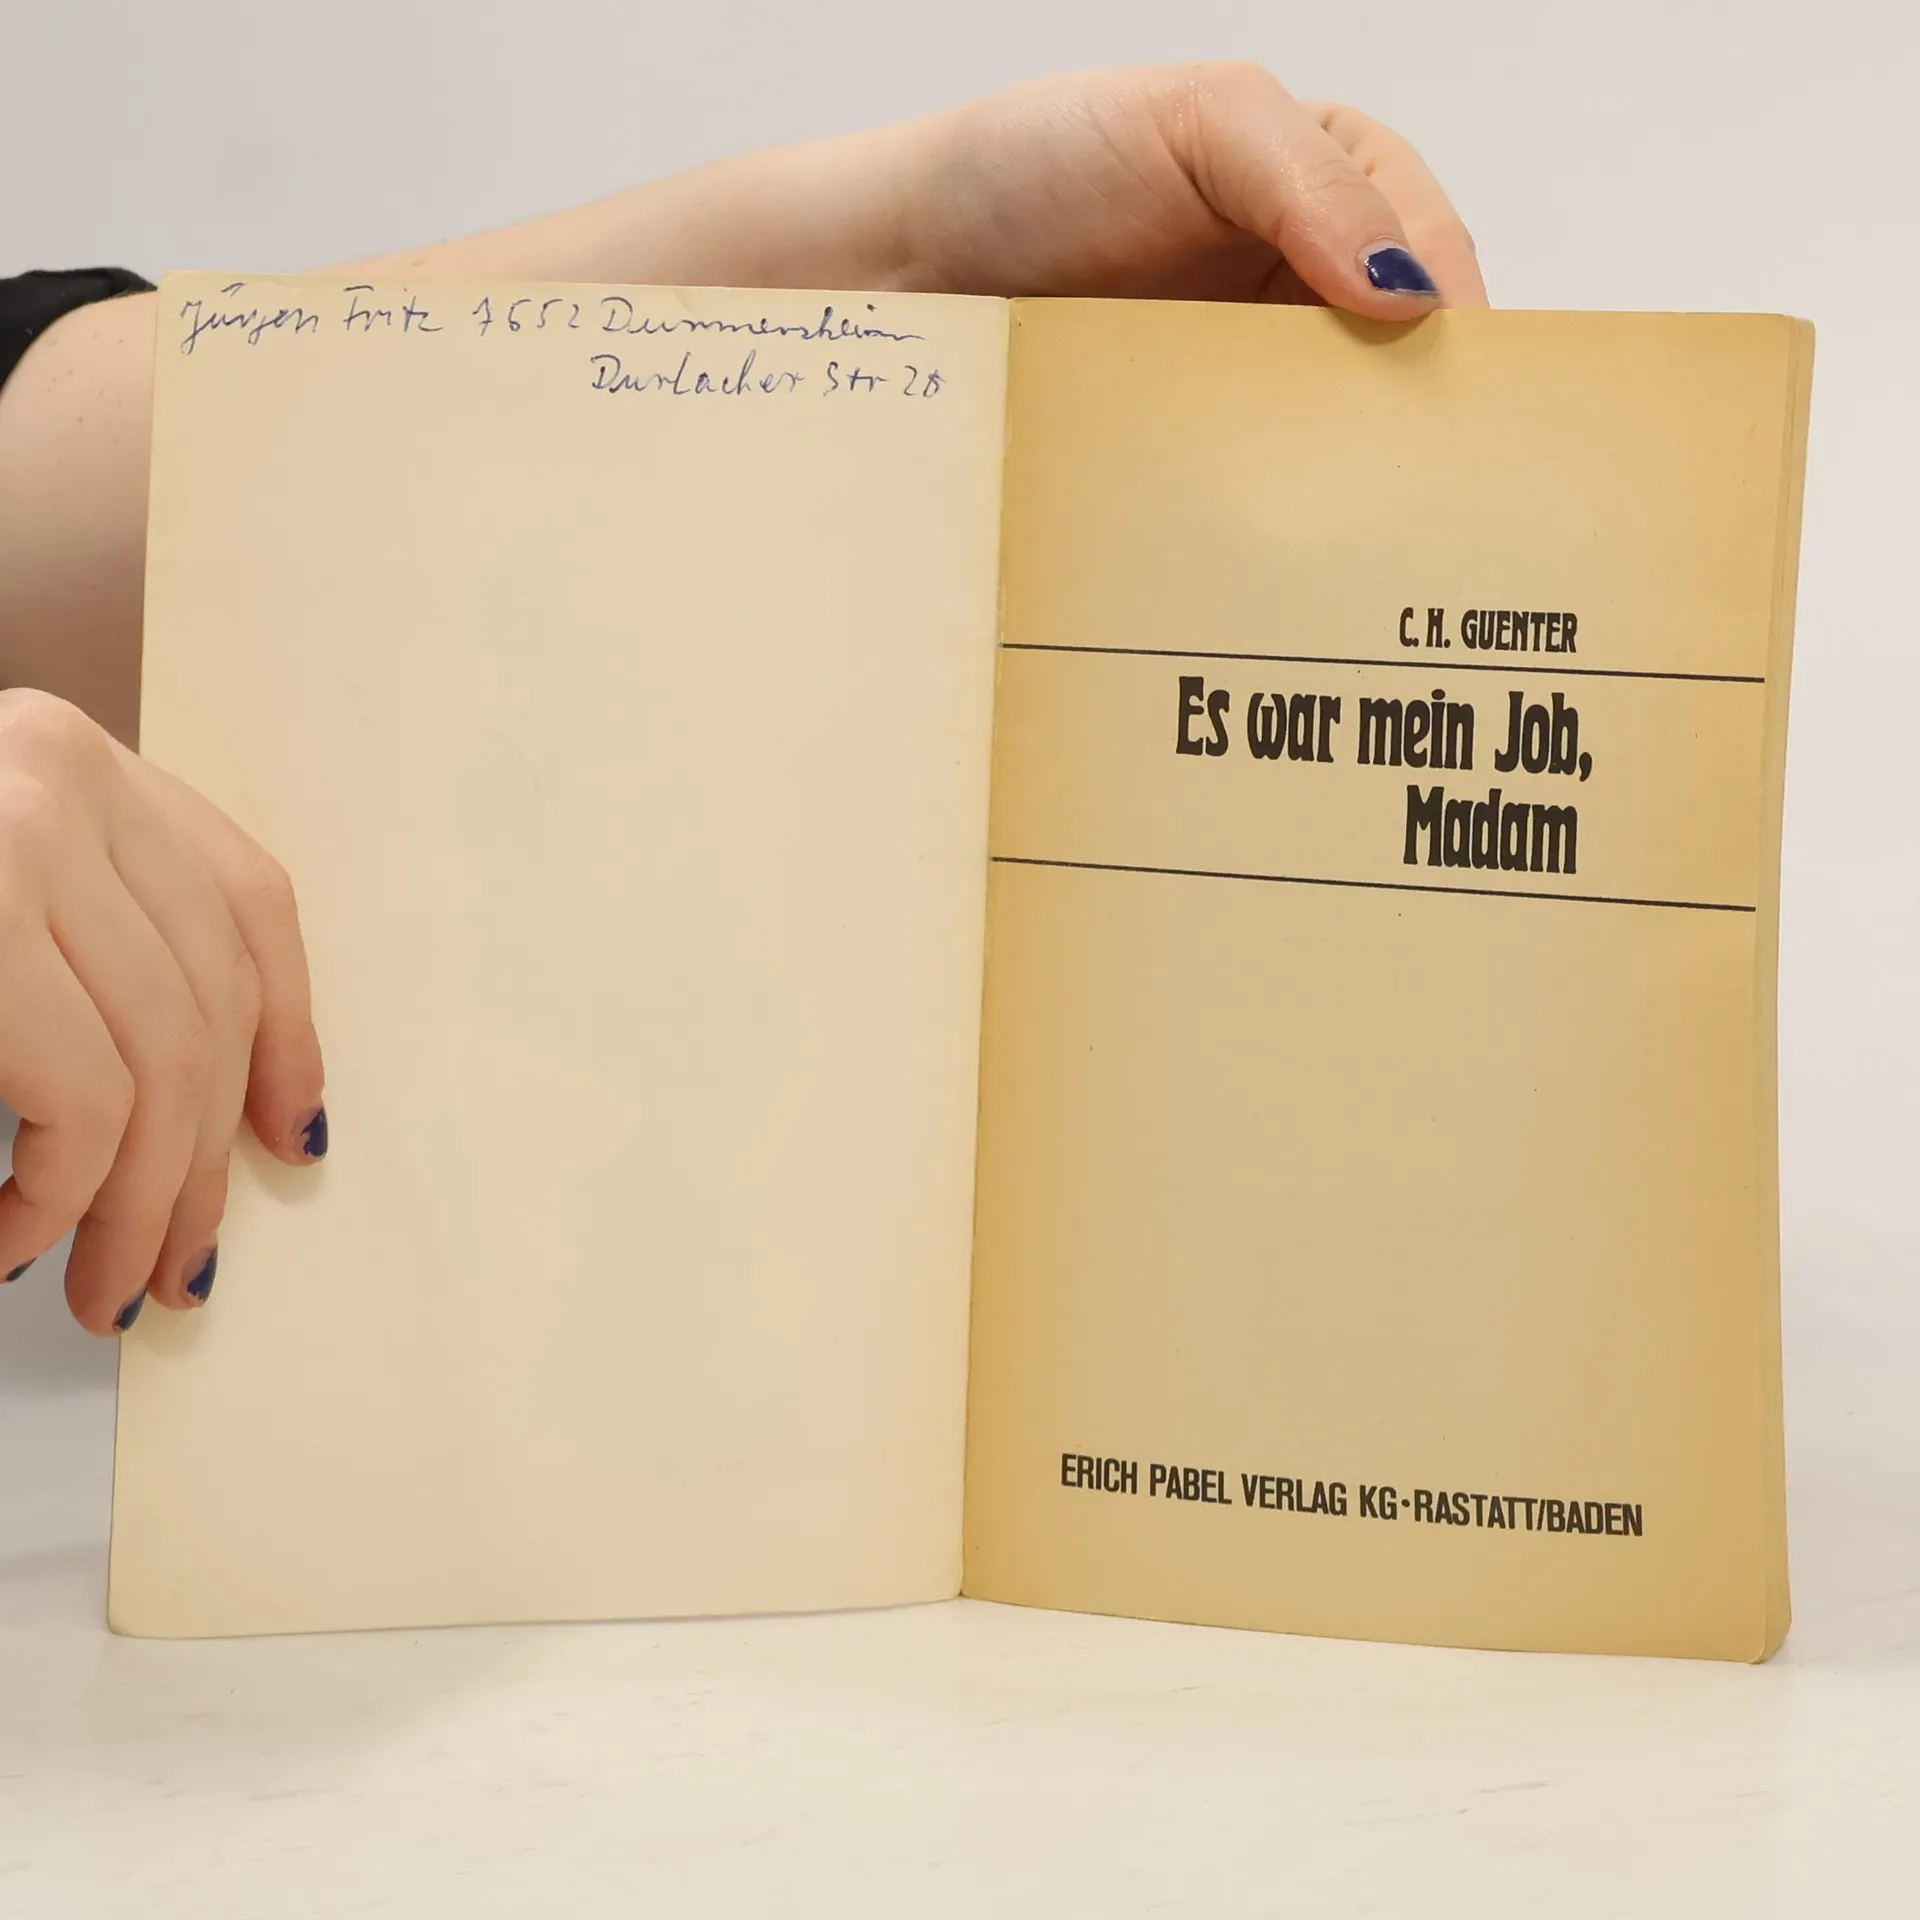 Jürgen Fritz 7552 Durmersheim
Durlacher Str 28
C. H. GUENTER
Es war mein Job,
Madam
ERICH PABEL VERLAG KG·RASTATT/BADEN